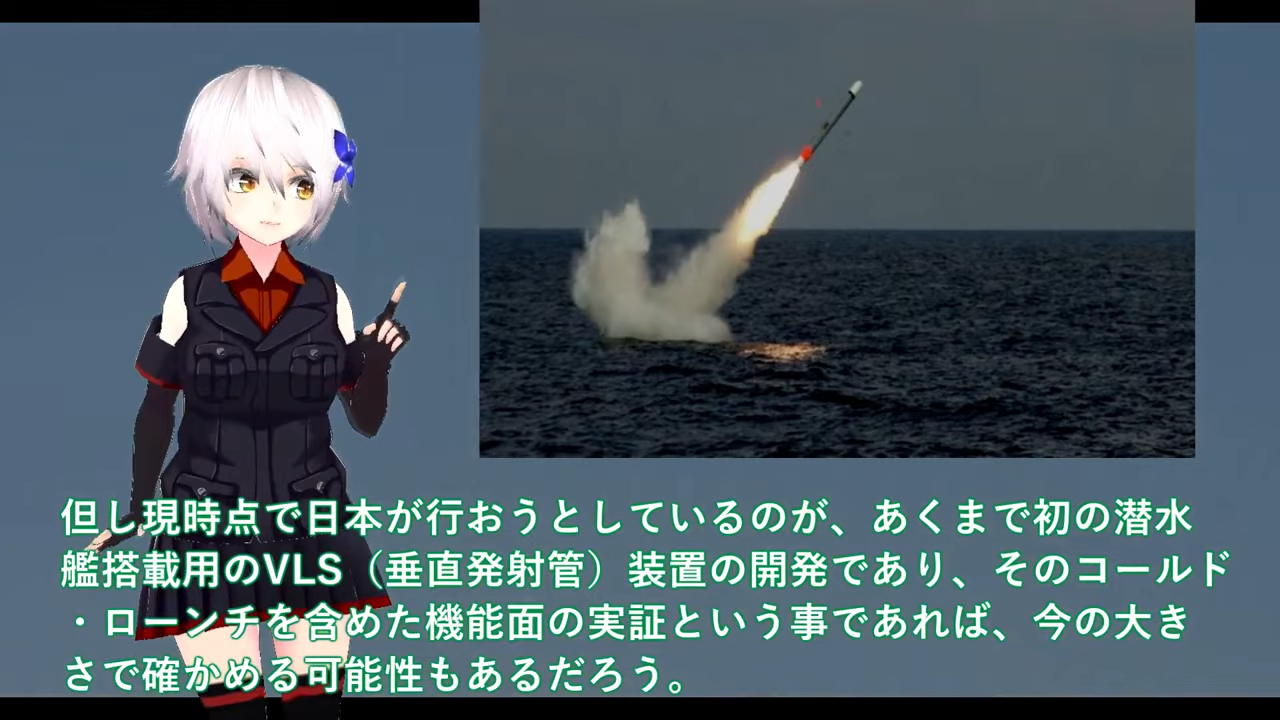 但し現時点で日本が行おうとしているのが、あくまで初の潜水
艦搭載用のVLS（垂直発射管）装置の開発であり、そのコールド
・ローンチを含めた機能面の実証という事であれば、今の大き
さで確かめる可能性もあるだろう。